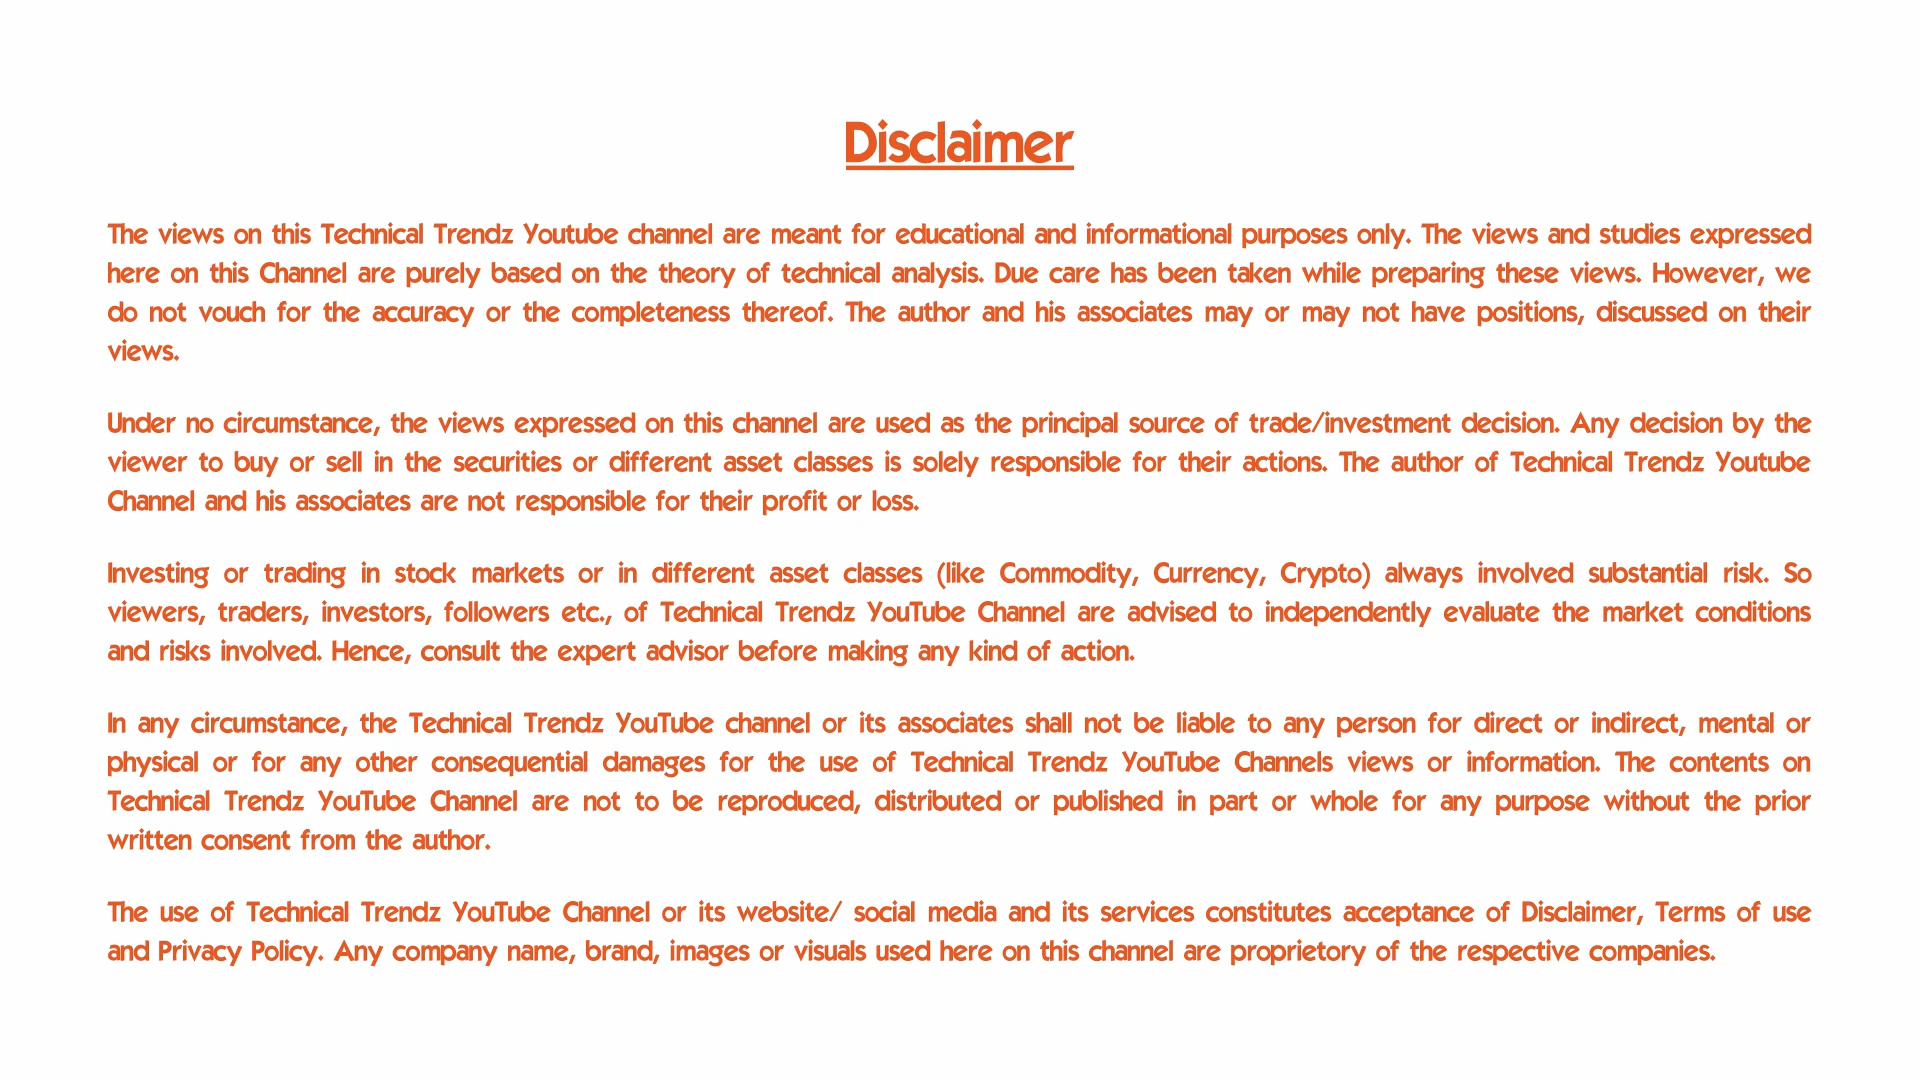 Disclaimer
The views on this Technical Trendz Youtube channel are meant for educational and informational purposes only. The views and studies expressed
here on this Channel are purely based on the theory of technical analysis. Due care has been taken while preparing these views. However, we
do not vouch for the accuracy or the completeness thereof. The author and his associates may or may not have positions, discussed on their
views.
Under no circumstance, the views expressed on this channel are used as the principal source of trade/investment decision. Any decision by the
viewer to buy or sell in the securities or different asset classes is solely responsible for their actions. The author of Technical Trendz Youtube
Channel and his associates are not responsible for their profit or loss.
Investing or trading in stock markets or in different asset classes (like Commodity, Currency, Crypto) always involved substantial risk. So
viewers, traders, investors, followers etc., of Technical Trendz YouTube Channel are advised to independently evaluate the market conditions
and risks involved. Hence, consult the expert advisor before making any kind of action.
In any circumstance, the Technical Trendz YouTube channel or its associates shall not be liable to any person for direct or indirect, mental or
physical or for any other consequential damages for the use of Technical Trendz YouTube Channels views or information. The contents on
Technical Trendz YouTube Channel are not to be reproduced, distributed or published in part or whole for any purpose without the prior
written consent from the author.
The use of Technical Trendz YouTube Channel or its website/ social media and its services constitutes acceptance of Disclaimer, Terms of use
and Privacy Policy. Any company name, brand, images or visuals used here on this channel are proprietory of the respective companies.